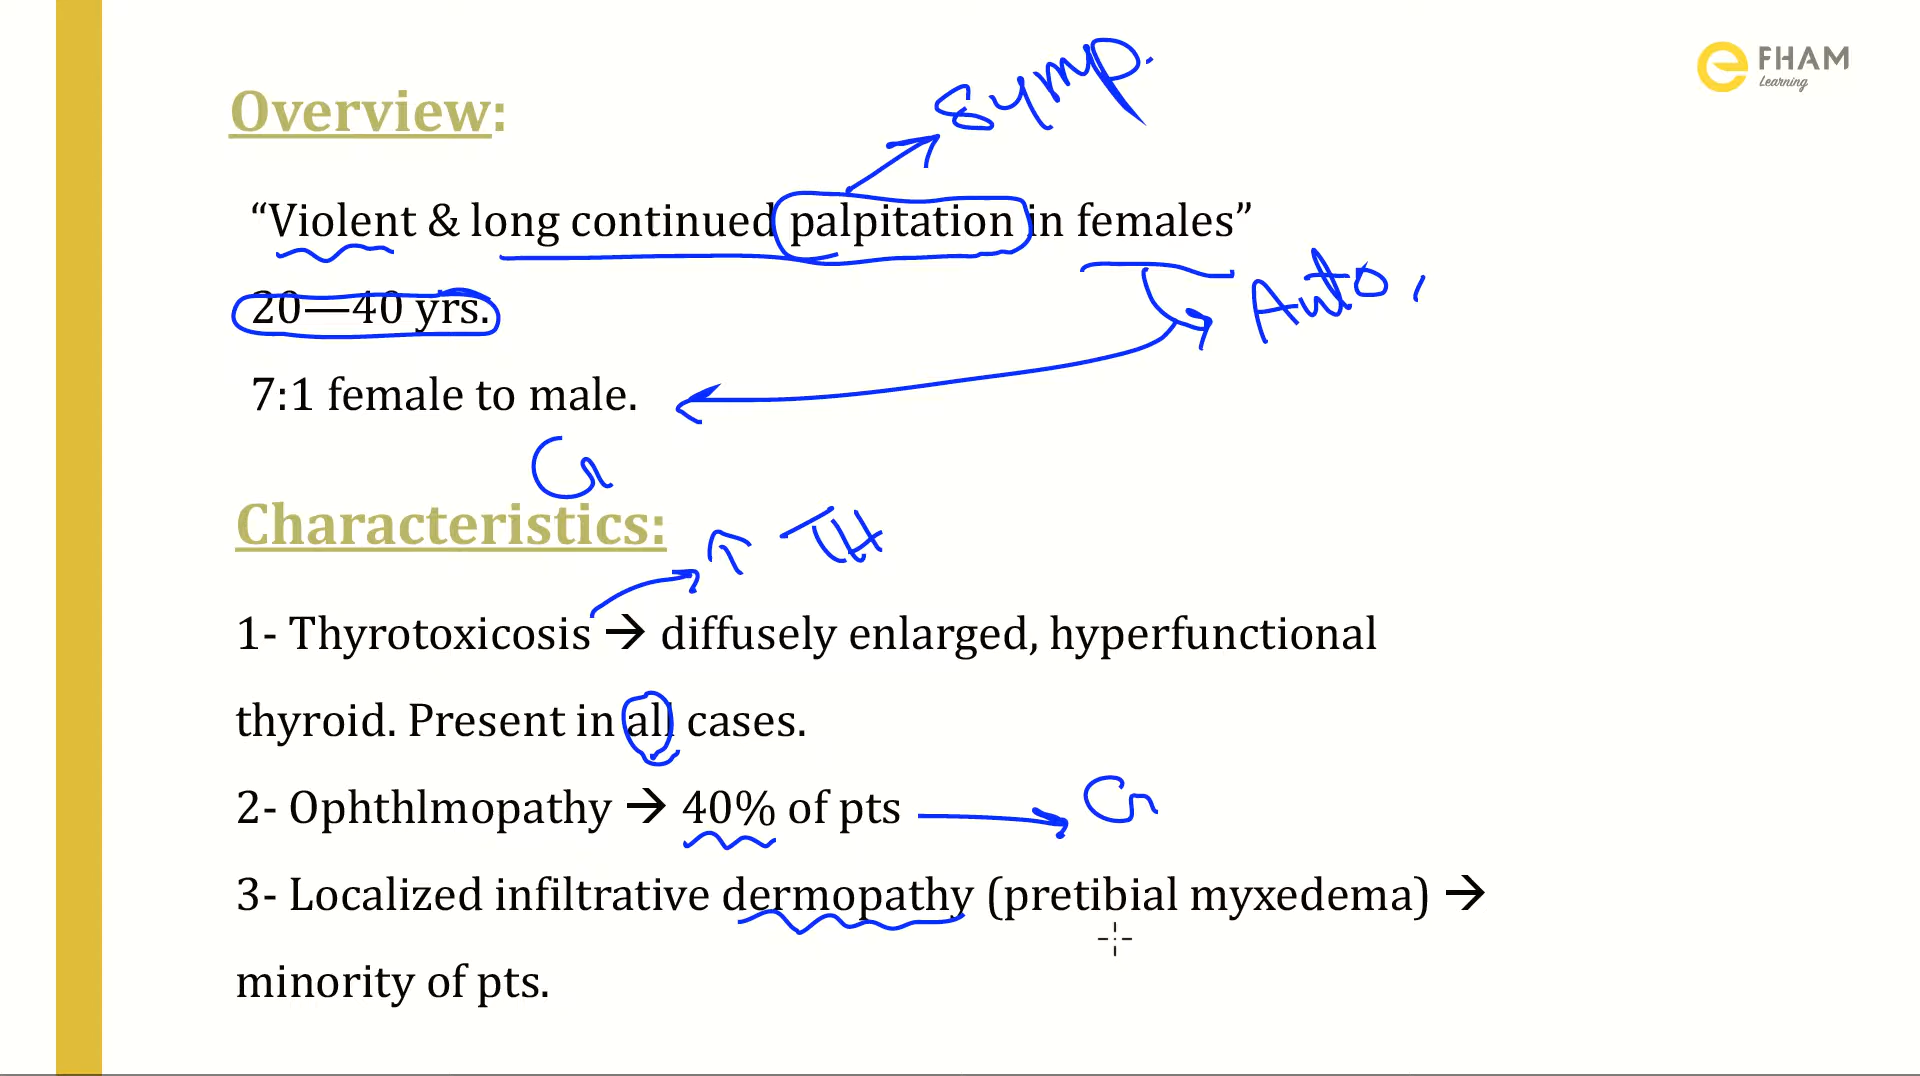 e FHAM
Learning
symp.
Overview:
“Violent & long continued palpitation in females”
Auto,
20—40 yrs.
7:1 female to male.
Characteristics:
↑ TH
1- Thyrotoxicosis → diffusely enlarged, hyperfunctional
thyroid. Present in all cases.
2- Ophthlmopathy → 40% of pts
3- Localized infiltrative dermopathy (pretibial myxedema) →
minority of pts.